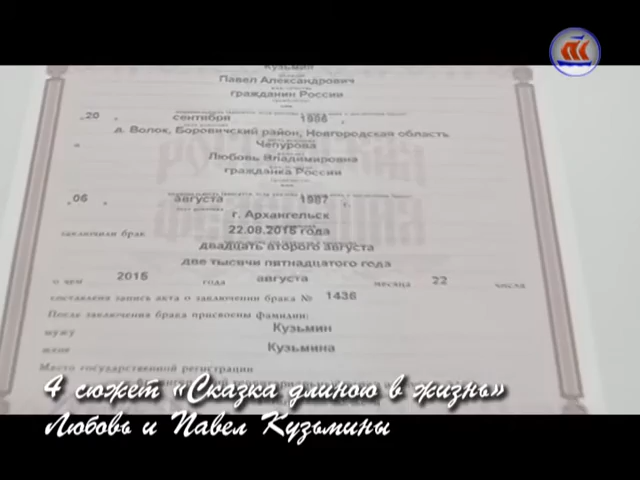 Кузьмин
Павел Александрович
гражданин России
20 сентября
д. Волок, Боровичский район, Новгородская область
Чепурова
Любовь Владимировна
гражданка России
06 августа 1987 г.
г. Архангельск
заключили брак 22.08.2015 года
двадцать второго августа
две тысячи пятнадцатого года
о чем 2015 года августа месяца 22 числа
составлена запись акта о заключении брака № 1436
После заключения брака присвоены фамилии:
мужу Кузьмин
жене Кузьмина
Место государственной регистрации
4 сюжет «Сказка длиною в жизнь»
Любовь и Павел Кузьмины